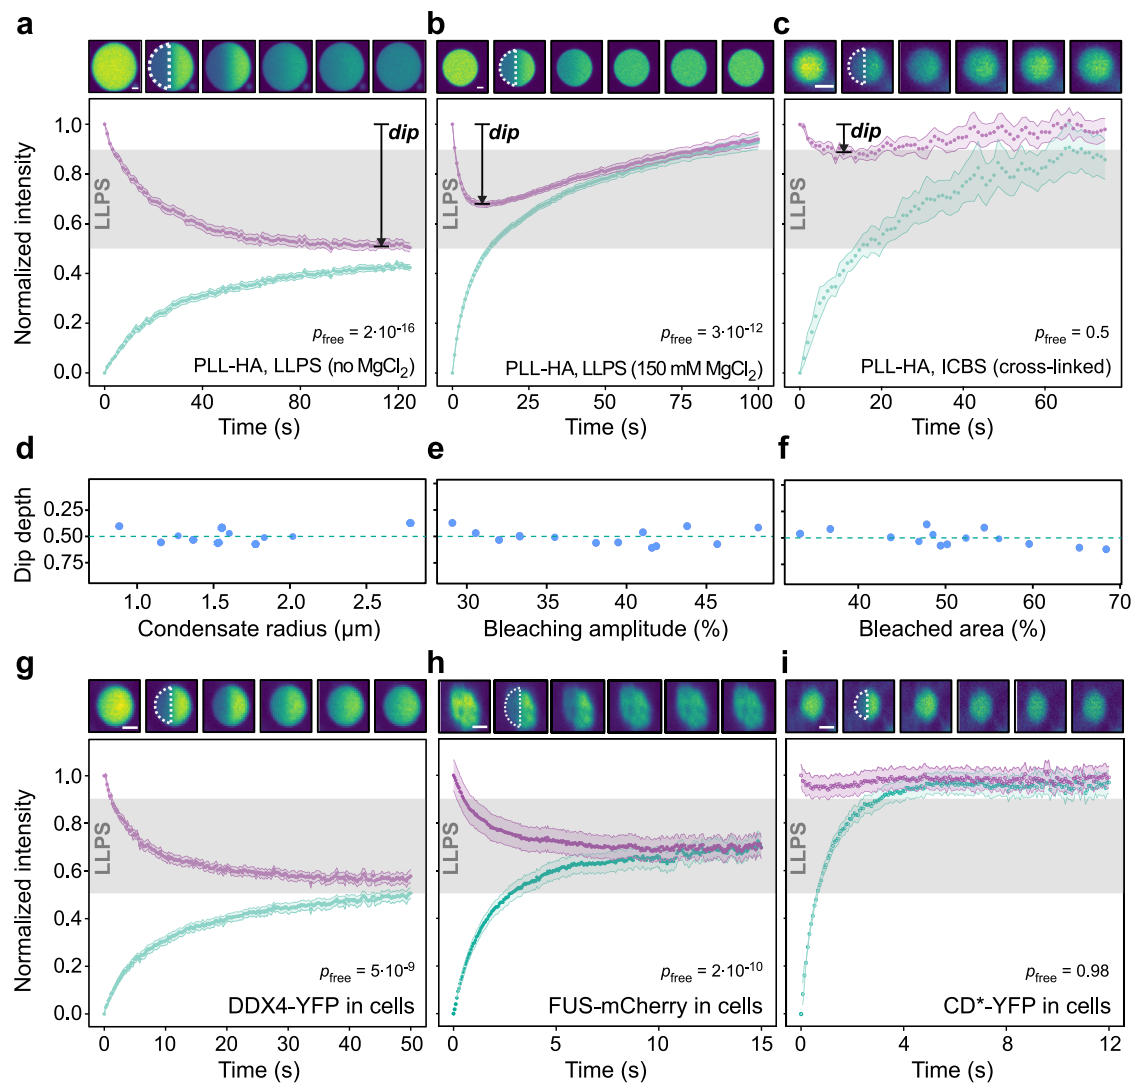 a
b
c
dip
dip
dip
Normalized intensity
1.0
0.8
0.6
0.4
0.2
0.0
LLPS
LLPS
LLPS
p_free = 2·10^-16
p_free = 3·10^-12
p_free = 0.5
PLL-HA, LLPS (no MgCl₂)
PLL-HA, LLPS (150 mM MgCl₂)
PLL-HA, ICBS (cross-linked)
0 40 80 120
0 25 50 75 100
0 20 40 60
Time (s)
Time (s)
Time (s)
d
e
f
Dip depth
0.25
0.50
0.75
1.0 1.5 2.0 2.5
30 35 40 45
40 50 60 70
Condensate radius (µm)
Bleaching amplitude (%)
Bleached area (%)
g
h
i
Normalized intensity
1.0
0.8
0.6
0.4
0.2
0.0
LLPS
LLPS
LLPS
p_free = 5·10^-9
p_free = 2·10^-10
p_free = 0.98
DDX4-YFP in cells
FUS-mCherry in cells
CD*-YFP in cells
0 10 20 30 40 50
0 5 10 15
0 4 8 12
Time (s)
Time (s)
Time (s)